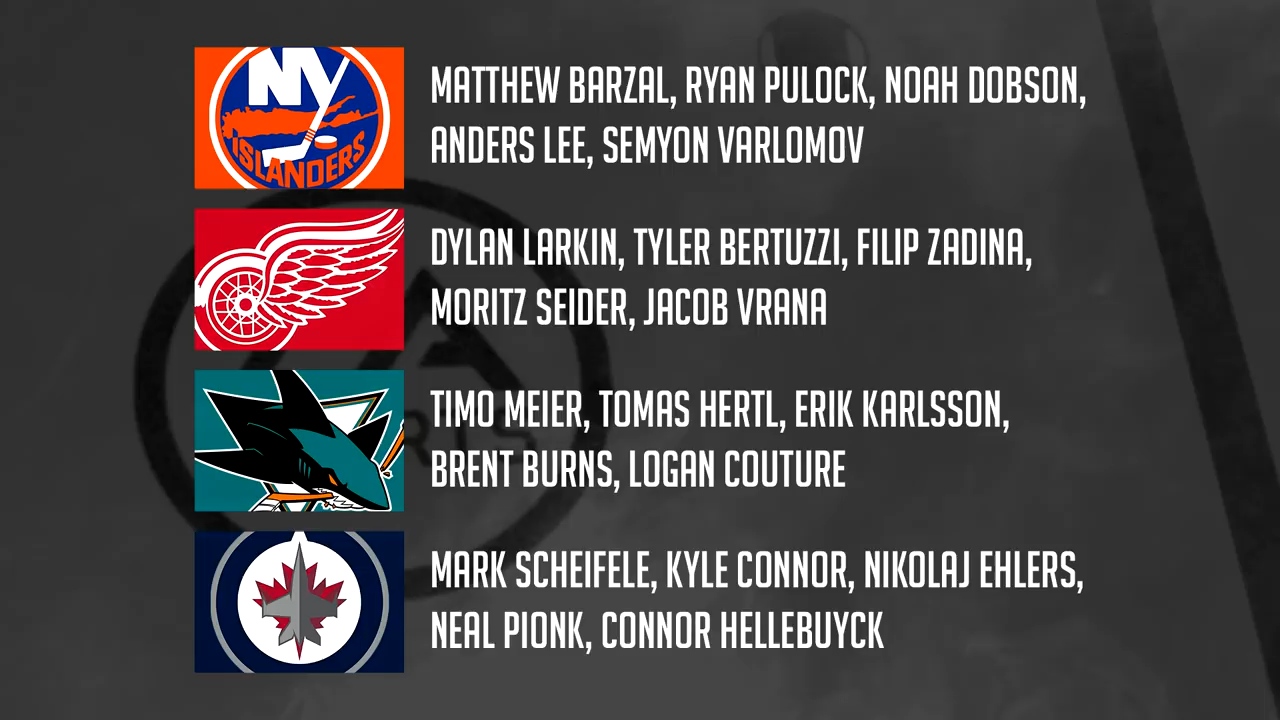 NY
ISLANDERS
MATTHEW BARZAL, RYAN PULOCK, NOAH DOBSON,
ANDERS LEE, SEMYON VARLOMOV
DYLAN LARKIN, TYLER BERTUZZI, FILIP ZADINA,
MORITZ SEIDER, JACOB VRANA
TIMO MEIER, TOMAS HERTL, ERIK KARLSSON,
BRENT BURNS, LOGAN COUTURE
MARK SCHEIFELE, KYLE CONNOR, NIKOLAJ EHLERS,
NEAL PIONK, CONNOR HELLEBUYCK